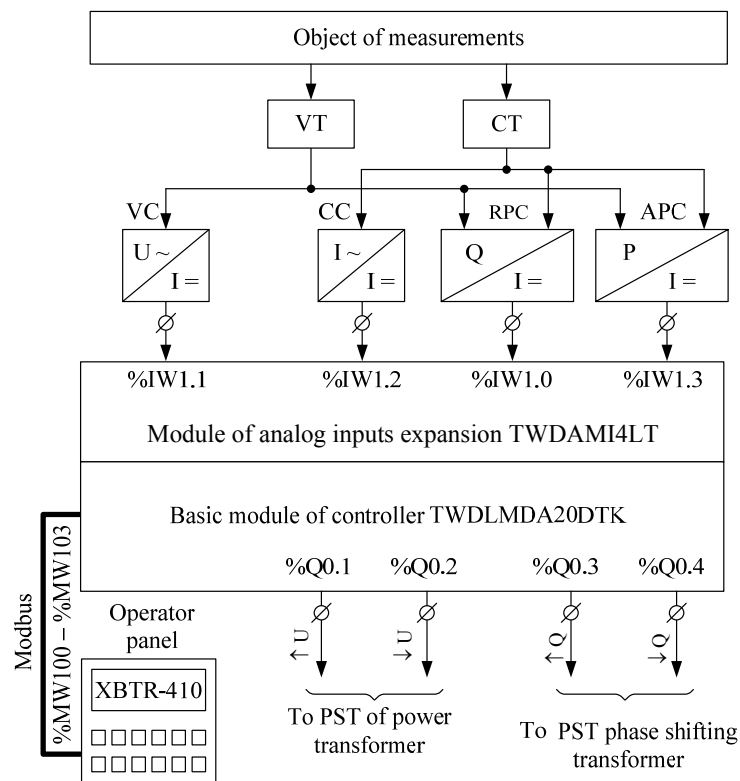 Object of measurements
VT
CT
VC
CC
RPC
APC
U ~
I =
I ~
I =
Q
I =
P
I =
%IW1.1
%IW1.2
%IW1.0
%IW1.3
Module of analog inputs expansion TWDAMI4LT
Basic module of controller TWDLMDA20DTK
%Q0.1
%Q0.2
%Q0.3
%Q0.4
Modbus
%MW100 – %MW103
Operator
panel
XBTR-410
↑ U
↓ U
↑ Q
↓ Q
To PST of power
transformer
To PST phase shifting
transformer